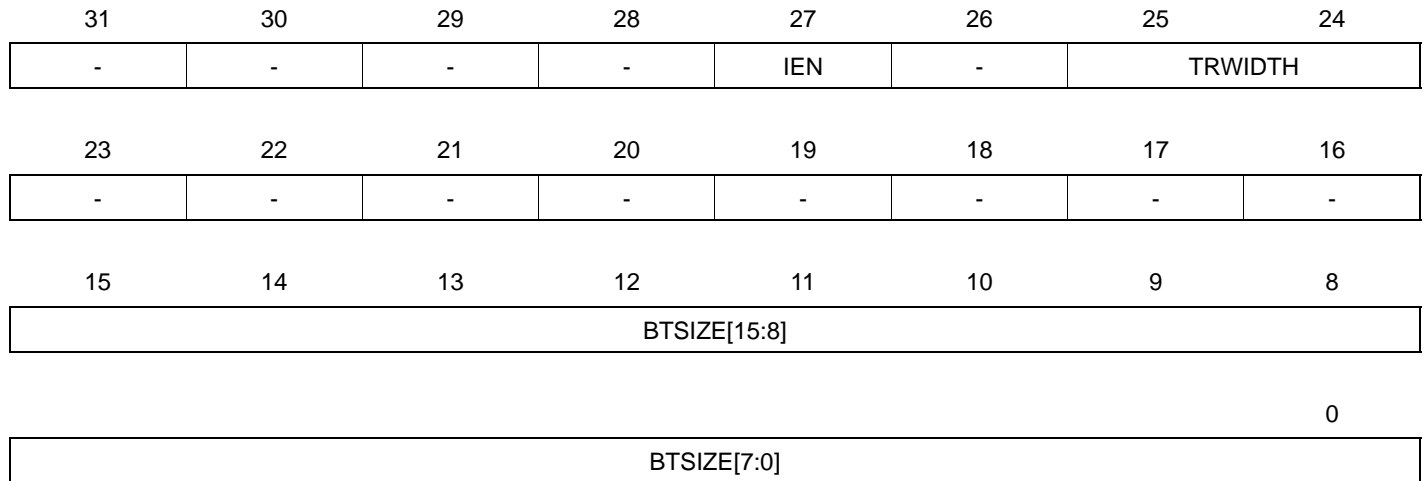 31 30 29 28 27 26 25 24
- - - - IEN - TRWIDTH
23 22 21 20 19 18 17 16
- - - - - - - -
15 14 13 12 11 10 9 8
BTSIZE[15:8]
0
BTSIZE[7:0]